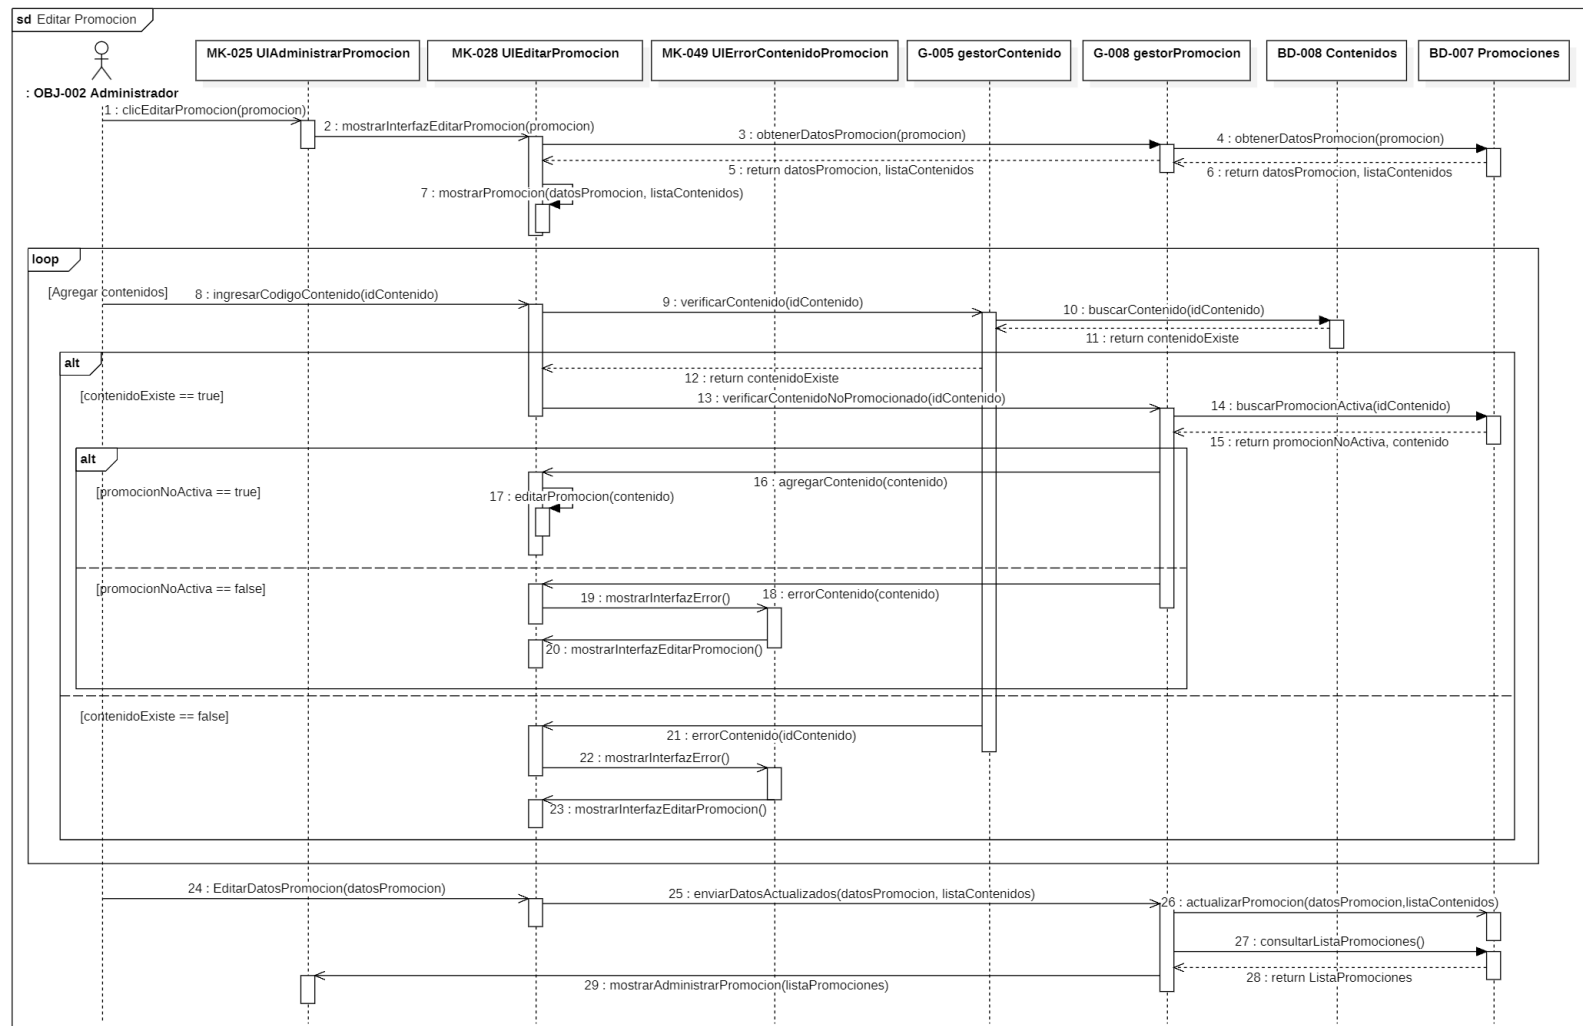 sd Editar Promocion
: OBJ-002 Administrador
MK-025 UIAdministrarPromocion
MK-028 UIEditarPromocion
MK-049 UIErrorContenidoPromocion
G-005 gestorContenido
G-008 gestorPromocion
BD-008 Contenidos
BD-007 Promociones
1 : clicEditarPromocion(promocion)
2 : mostrarInterfazEditarPromocion(promocion)
3 : obtenerDatosPromocion(promocion)
4 : obtenerDatosPromocion(promocion)
5 : return datosPromocion, listaContenidos
6 : return datosPromocion, listaContenidos
7 : mostrarPromocion(datosPromocion, listaContenidos)
loop
[Agregar contenidos]
8 : ingresarCodigoContenido(idContenido)
9 : verificarContenido(idContenido)
10 : buscarContenido(idContenido)
11 : return contenidoExiste
alt
12 : return contenidoExiste
[contenidoExiste == true]
13 : verificarContenidoNoPromocionado(idContenido)
14 : buscarPromocionActiva(idContenido)
15 : return promocionNoActiva, contenido
alt
16 : agregarContenido(contenido)
[promocionNoActiva == true]
17 : editarPromocion(contenido)
[promocionNoActiva == false]
18 : errorContenido(contenido)
19 : mostrarInterfazError()
20 : mostrarInterfazEditarPromocion()
[contenidoExiste == false]
21 : errorContenido(idContenido)
22 : mostrarInterfazError()
23 : mostrarInterfazEditarPromocion()
24 : EditarDatosPromocion(datosPromocion)
25 : enviarDatosActualizados(datosPromocion, listaContenidos)
26 : actualizarPromocion(datosPromocion,listaContenidos)
27 : consultarListaPromociones()
28 : return ListaPromociones
29 : mostrarAdministrarPromocion(listaPromociones)